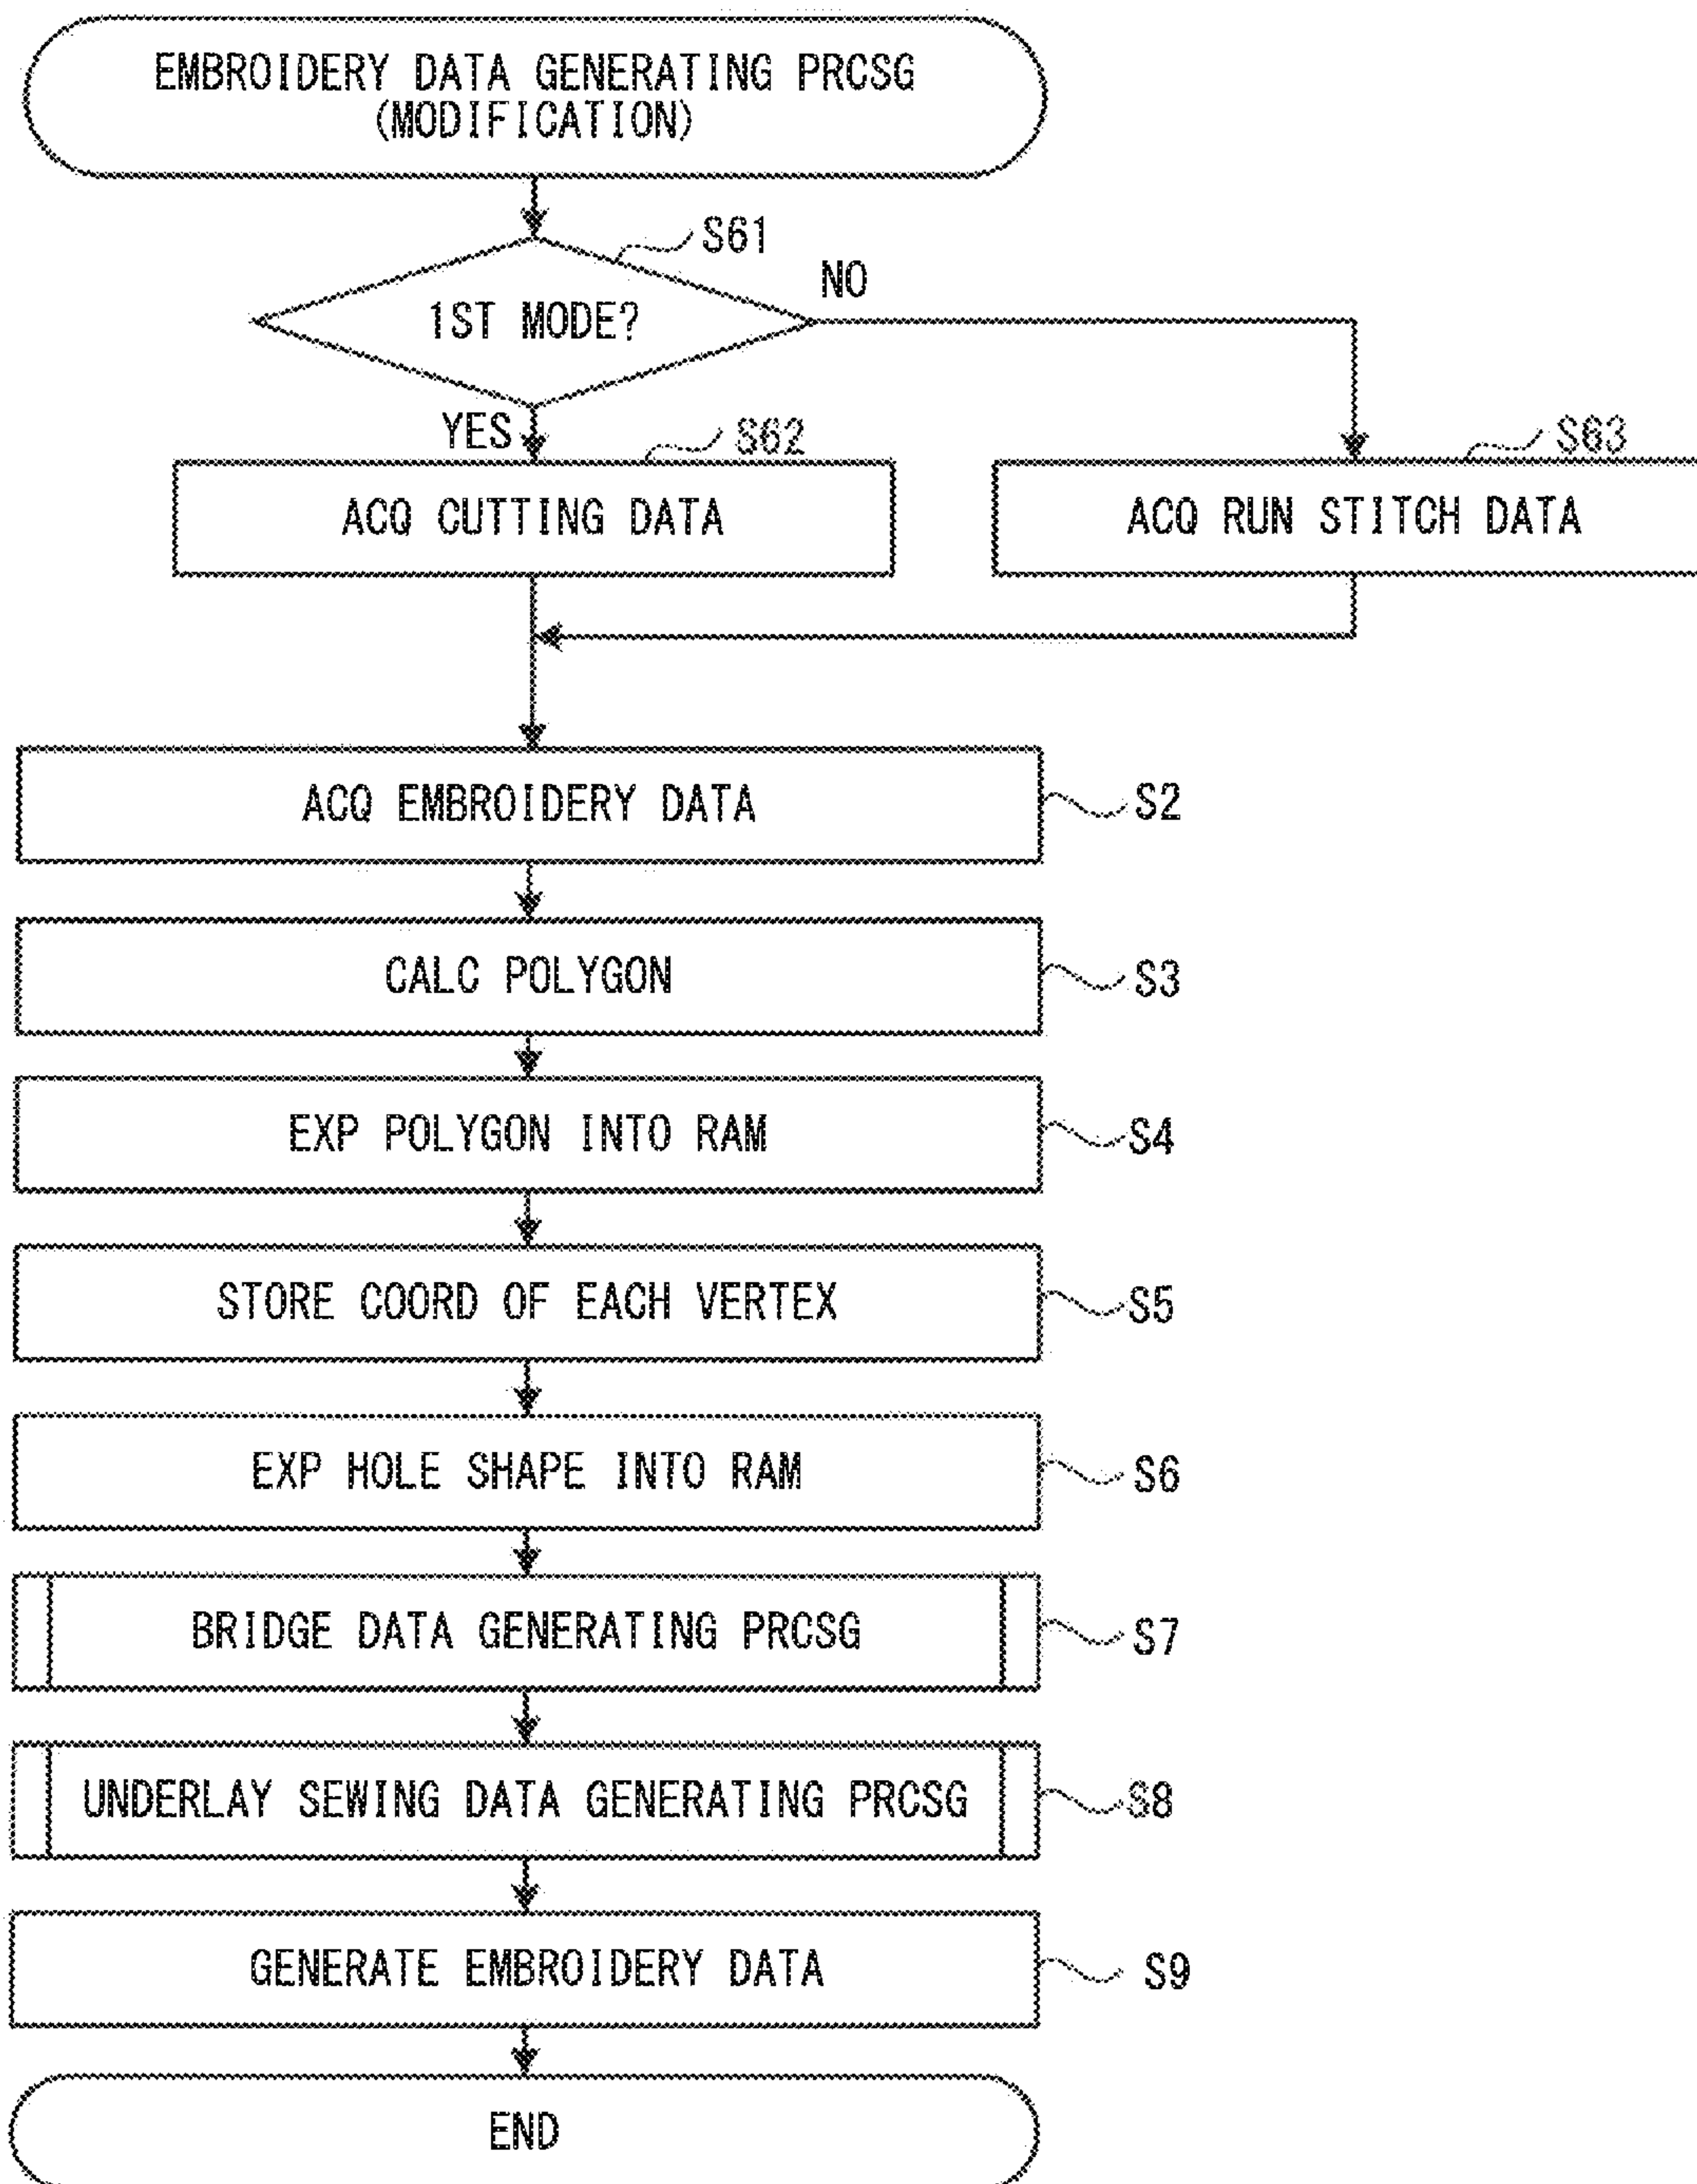 EMBROIDERY DATA GENERATING PRCSG
(MODIFICATION)
S61
1ST MODE?
NO
YES
S62
S63
ACQ CUTTING DATA
ACQ RUN STITCH DATA
ACQ EMBROIDERY DATA
S2
CALC POLYGON
S3
EXP POLYGON INTO RAM
S4
STORE COORD OF EACH VERTEX
S5
EXP HOLE SHAPE INTO RAM
S6
BRIDGE DATA GENERATING PRCSG
S7
UNDERLAY SEWING DATA GENERATING PRCSG
S8
GENERATE EMBROIDERY DATA
S9
END